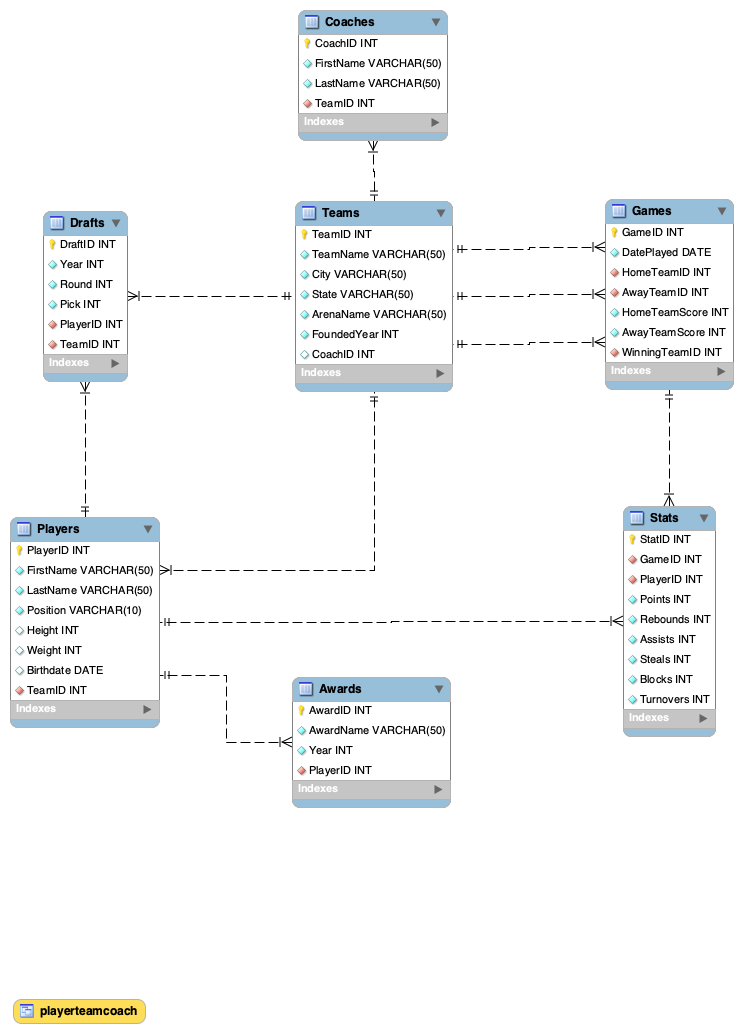 Coaches
CoachID INT
FirstName VARCHAR(50)
LastName VARCHAR(50)
TeamID INT
Indexes
Drafts
DraftID INT
Year INT
Round INT
Pick INT
PlayerID INT
TeamID INT
Indexes
Teams
TeamID INT
TeamName VARCHAR(50)
City VARCHAR(50)
State VARCHAR(50)
ArenaName VARCHAR(50)
FoundedYear INT
CoachID INT
Indexes
Games
GameID INT
DatePlayed DATE
HomeTeamID INT
AwayTeamID INT
HomeTeamScore INT
AwayTeamScore INT
WinningTeamID INT
Indexes
Players
PlayerID INT
FirstName VARCHAR(50)
LastName VARCHAR(50)
Position VARCHAR(10)
Height INT
Weight INT
Birthdate DATE
TeamID INT
Indexes
Stats
StatID INT
GameID INT
PlayerID INT
Points INT
Rebounds INT
Assists INT
Steals INT
Blocks INT
Turnovers INT
Indexes
Awards
AwardID INT
AwardName VARCHAR(50)
Year INT
PlayerID INT
Indexes
playerteamcoach